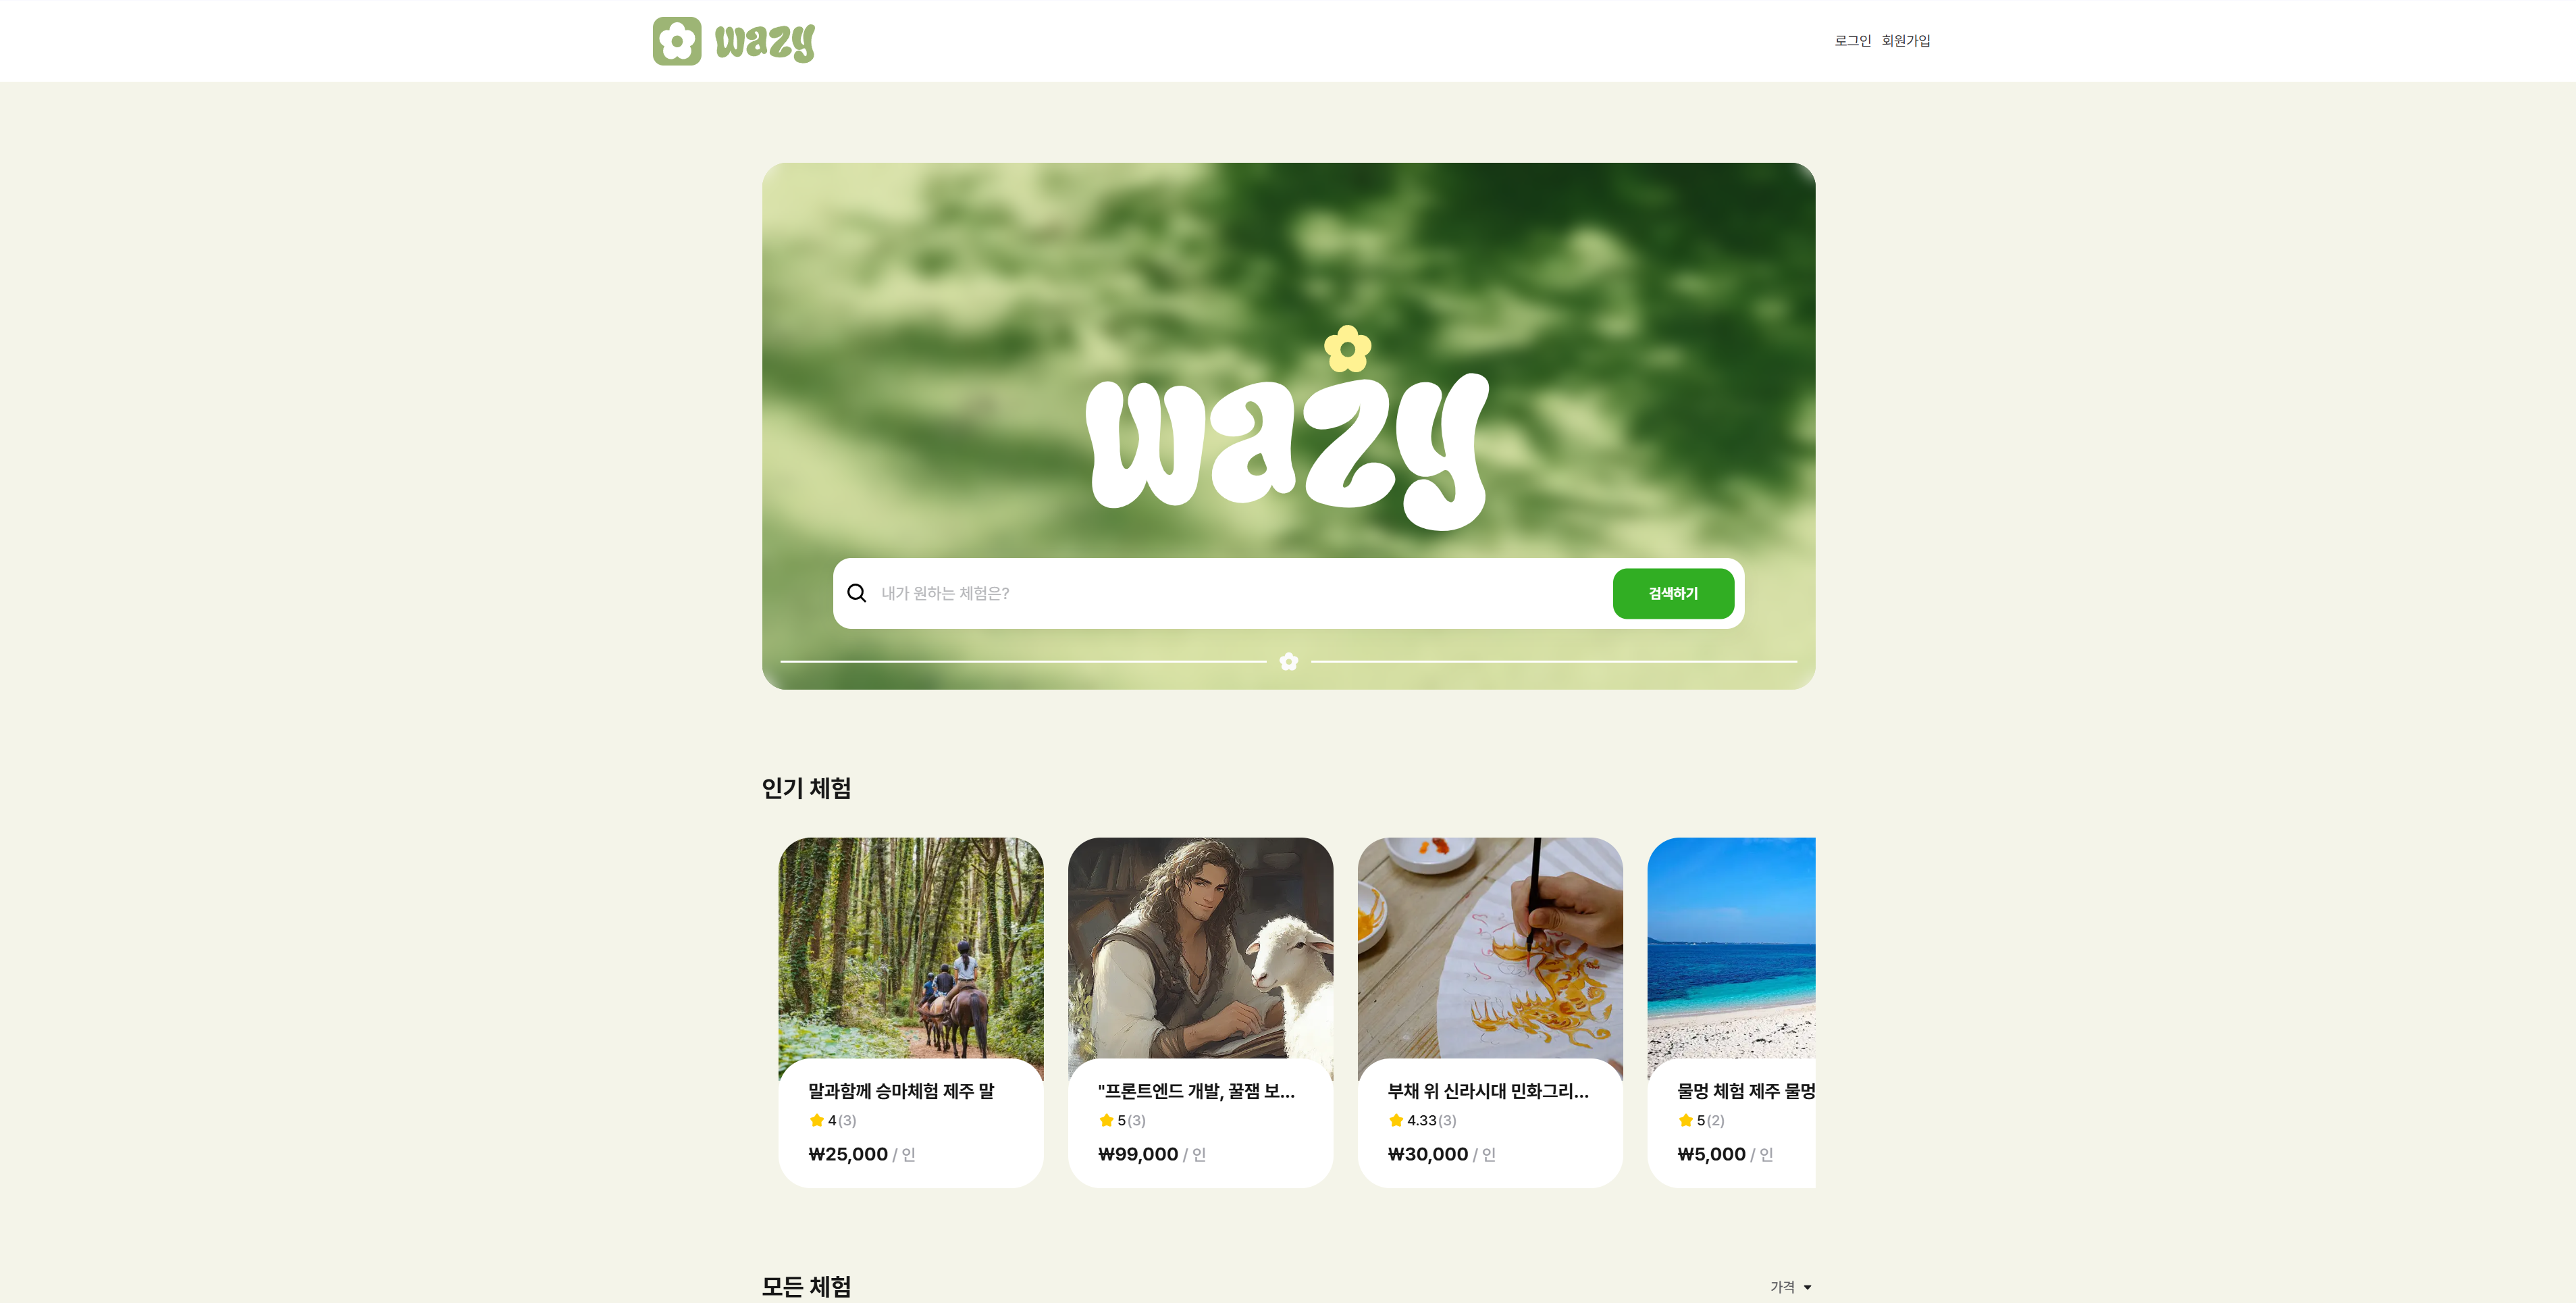 wazy
로그인 회원가입
wazy
내가 원하는 체험은?
검색하기
인기 체험
말과함께 승마체험 제주 말
4(3)
₩25,000 / 인
"프론트엔드 개발, 꿀잼 보...
5(3)
₩99,000 / 인
부채 위 신라시대 민화그리...
4.33(3)
₩30,000 / 인
물멍 체험 제주 물멍
5(2)
₩5,000 / 인
모든 체험
가격